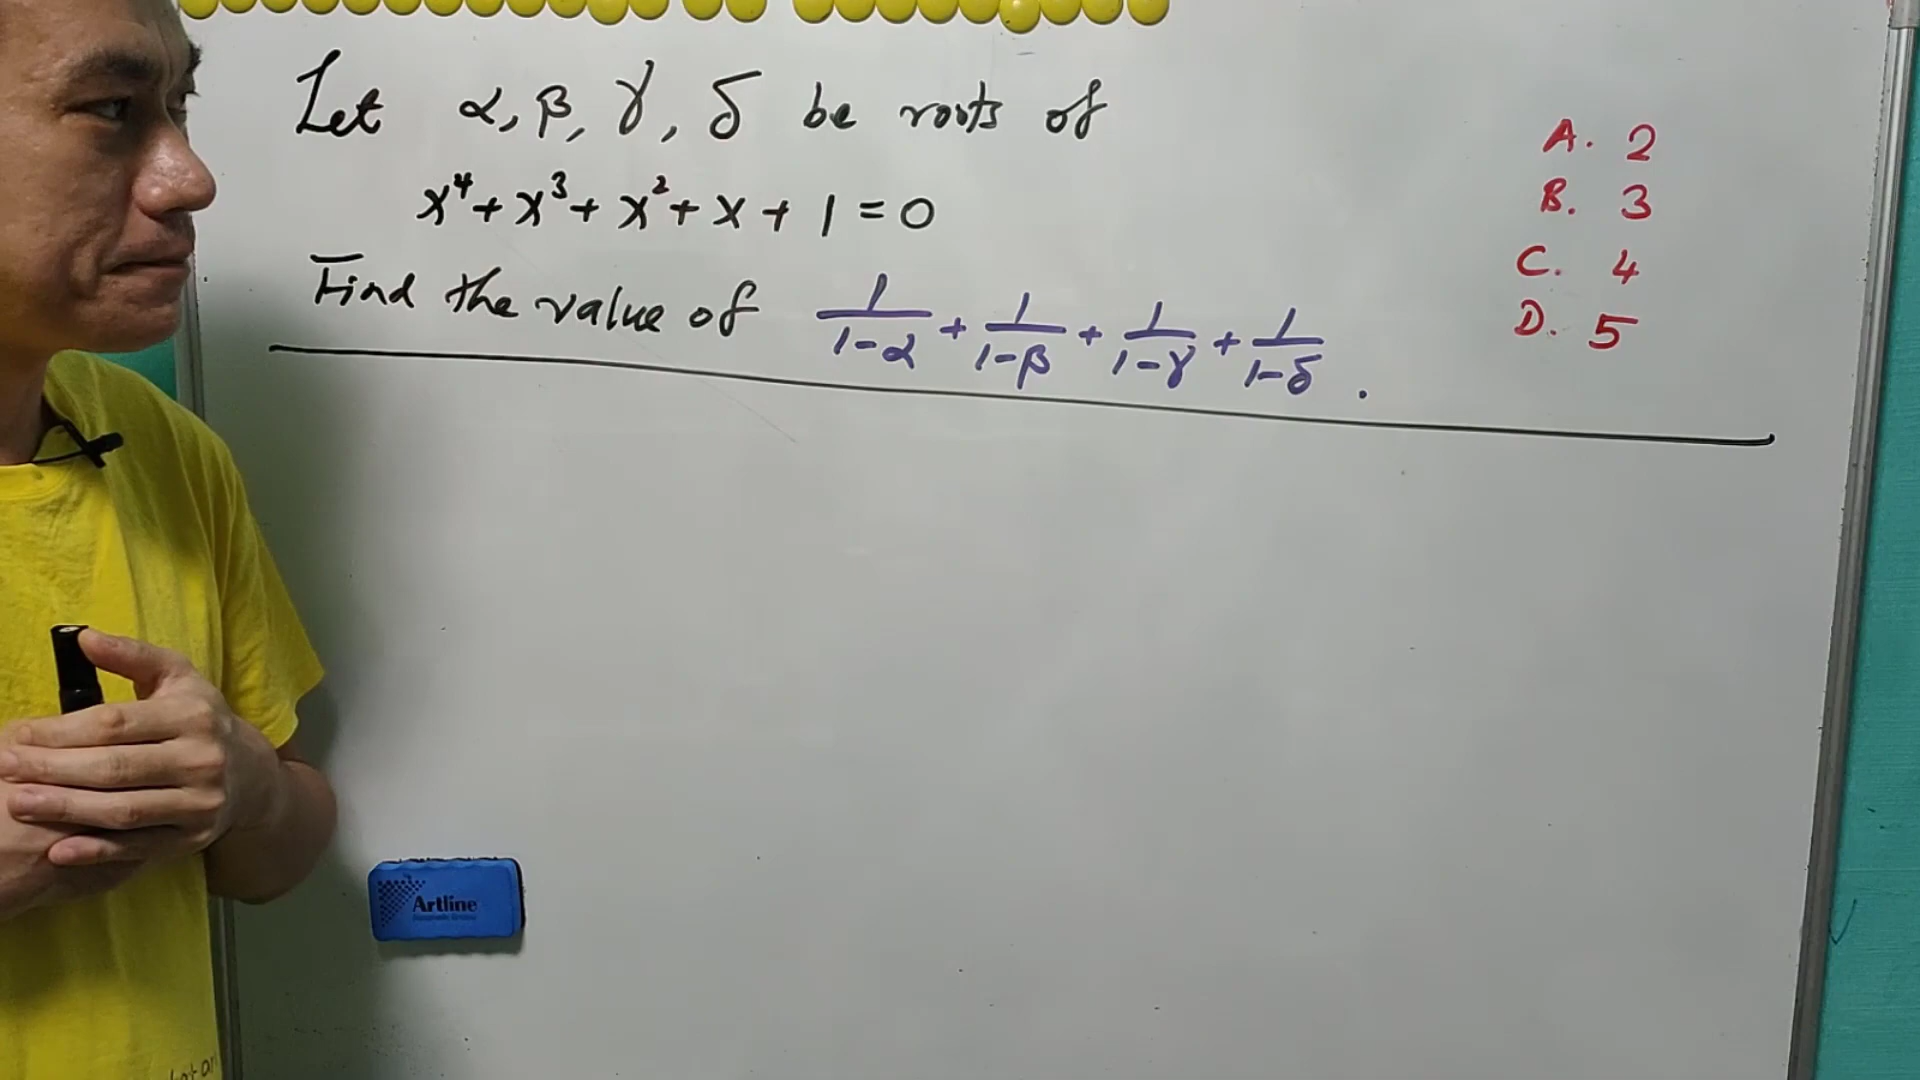 Let α, β, γ, δ be roots of
x⁴ + x³ + x² + x + 1 = 0
Find the value of 1/(1-α) + 1/(1-β) + 1/(1-γ) + 1/(1-δ) .
A. 2
B. 3
C. 4
D. 5
Artline